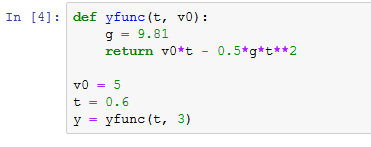 In [4]: def yfunc(t, v0):
    g = 9.81
    return v0*t - 0.5*g*t**2

v0 = 5
t = 0.6
y = yfunc(t, 3)